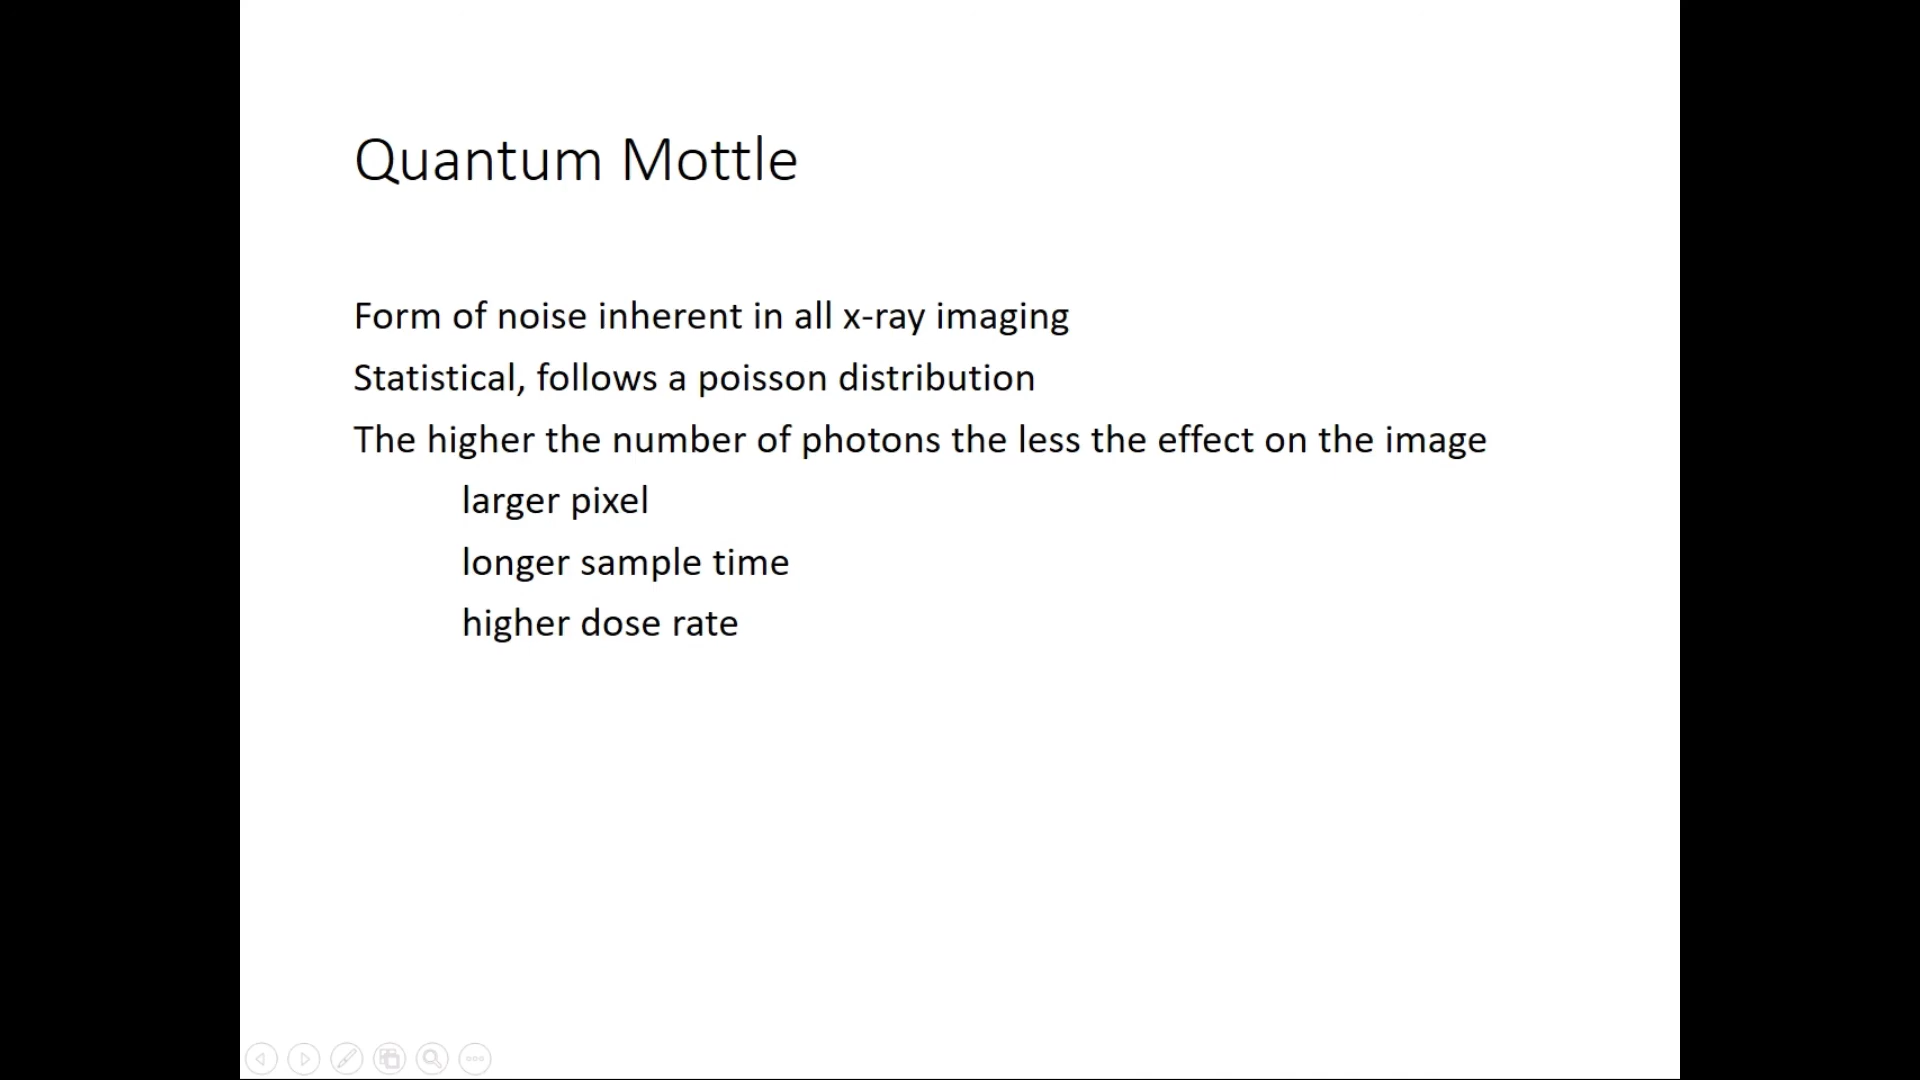 Quantum Mottle
Form of noise inherent in all x-ray imaging
Statistical, follows a poisson distribution
The higher the number of photons the less the effect on the image
larger pixel
longer sample time
higher dose rate